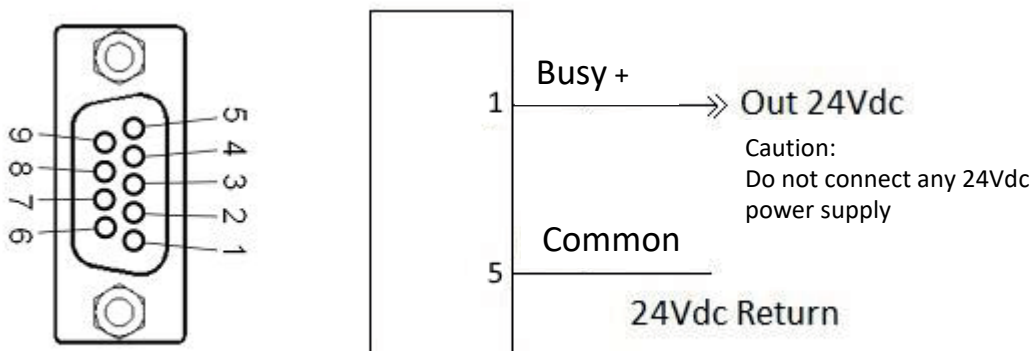 5
9
4
8
3
7
2
6
1
Busy +
1
Out 24Vdc
Caution:
Do not connect any 24Vdc
power supply
Common
5
24Vdc Return